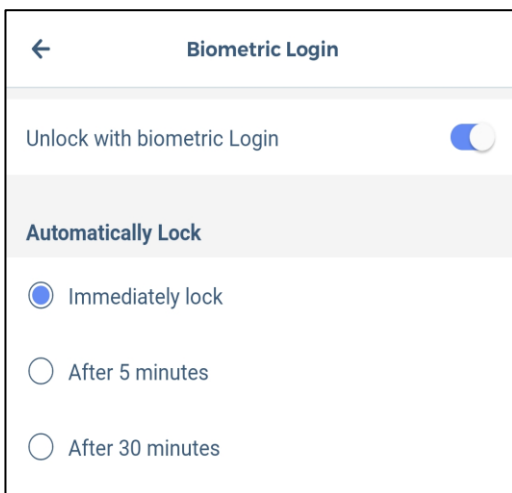 Biometric Login
Unlock with biometric Login
Automatically Lock
Immediately lock
After 5 minutes
After 30 minutes